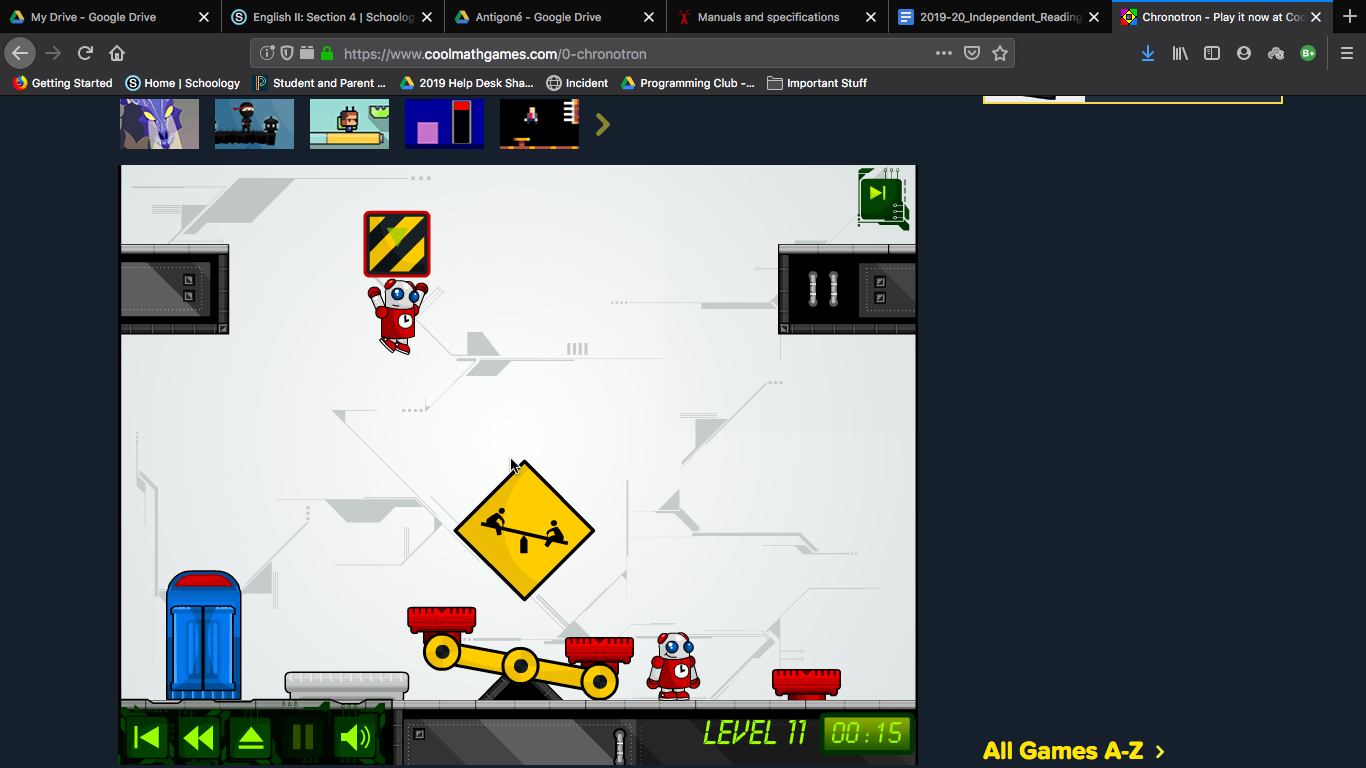 My Drive - Google Drive
English II: Section 4 | Schoolog
Antigoné - Google Drive
Manuals and specifications
2019-20_Independent_Reading
Chronotron - Play it now at Coo
https://www.coolmathgames.com/0-chronotron
Getting Started
Home | Schoology
Student and Parent ...
2019 Help Desk Sha...
Incident
Programming Club -...
Important Stuff
B+
LEVEL 11
00:15
All Games A-Z